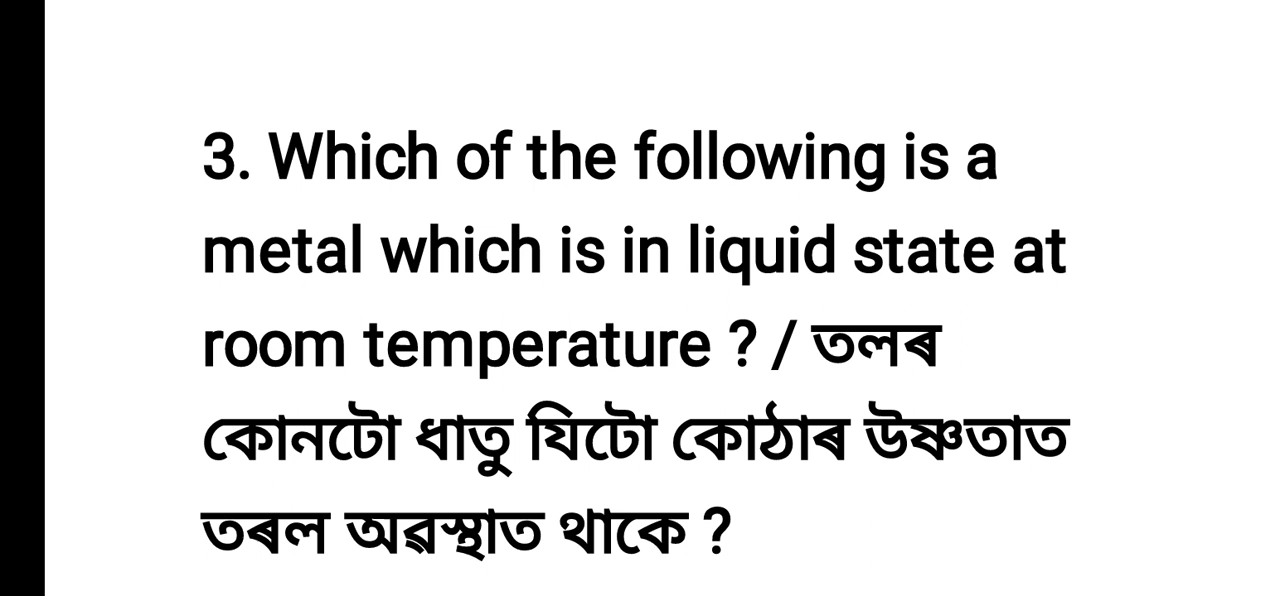 3. Which of the following is a
metal which is in liquid state at
room temperature ? / তলৰ
কোনটো ধাতু যিটো কোঠাৰ উষ্ণতাত
তৰল অৱস্থাত থাকে ?